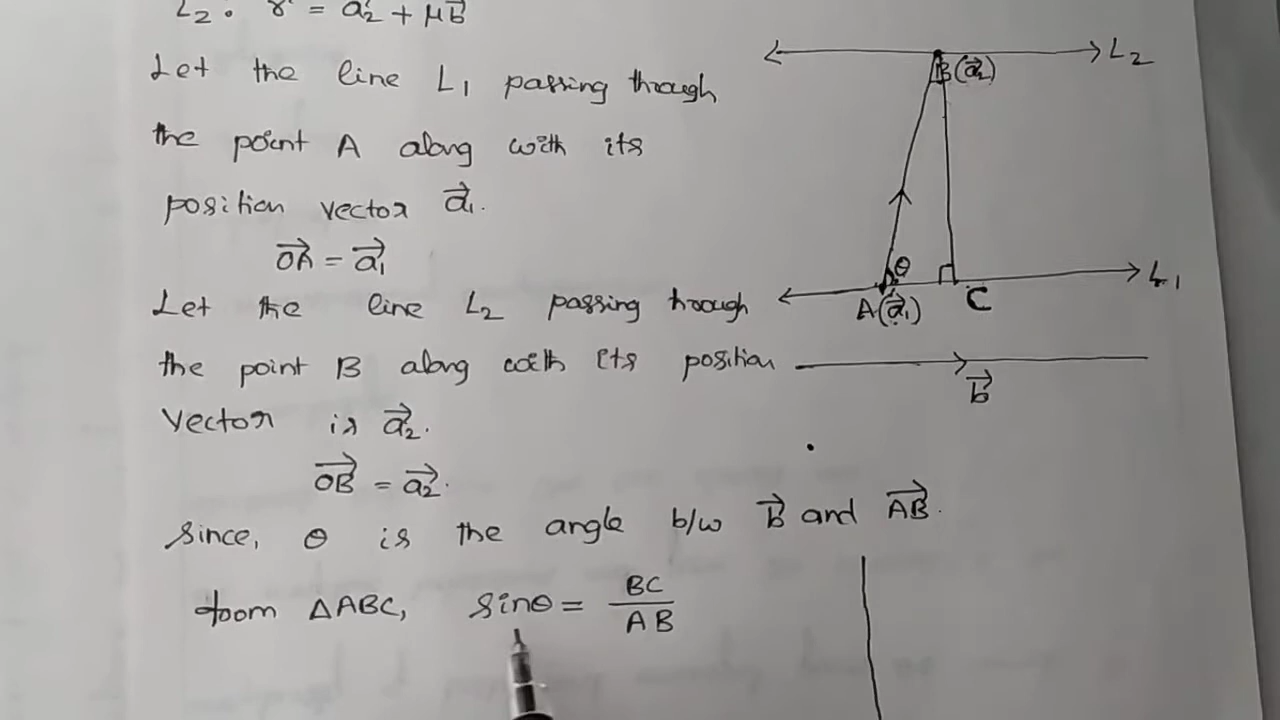 L₂ : r = a₂ + μb⃗
Let the line L₁ passing through
the point A along with its
position vector a⃗₁.
OA⃗ = a⃗₁
Let the line L₂ passing hrough
the point B along with its position
Vector is a⃗₂.
OB⃗ = a⃗₂.
Since, θ is the angle b/w b⃗ and AB⃗.
from ΔABC, sinθ = BC/AB
L₂
B(a⃗₂)
θ
L₁
A(a⃗₁)
C
b⃗